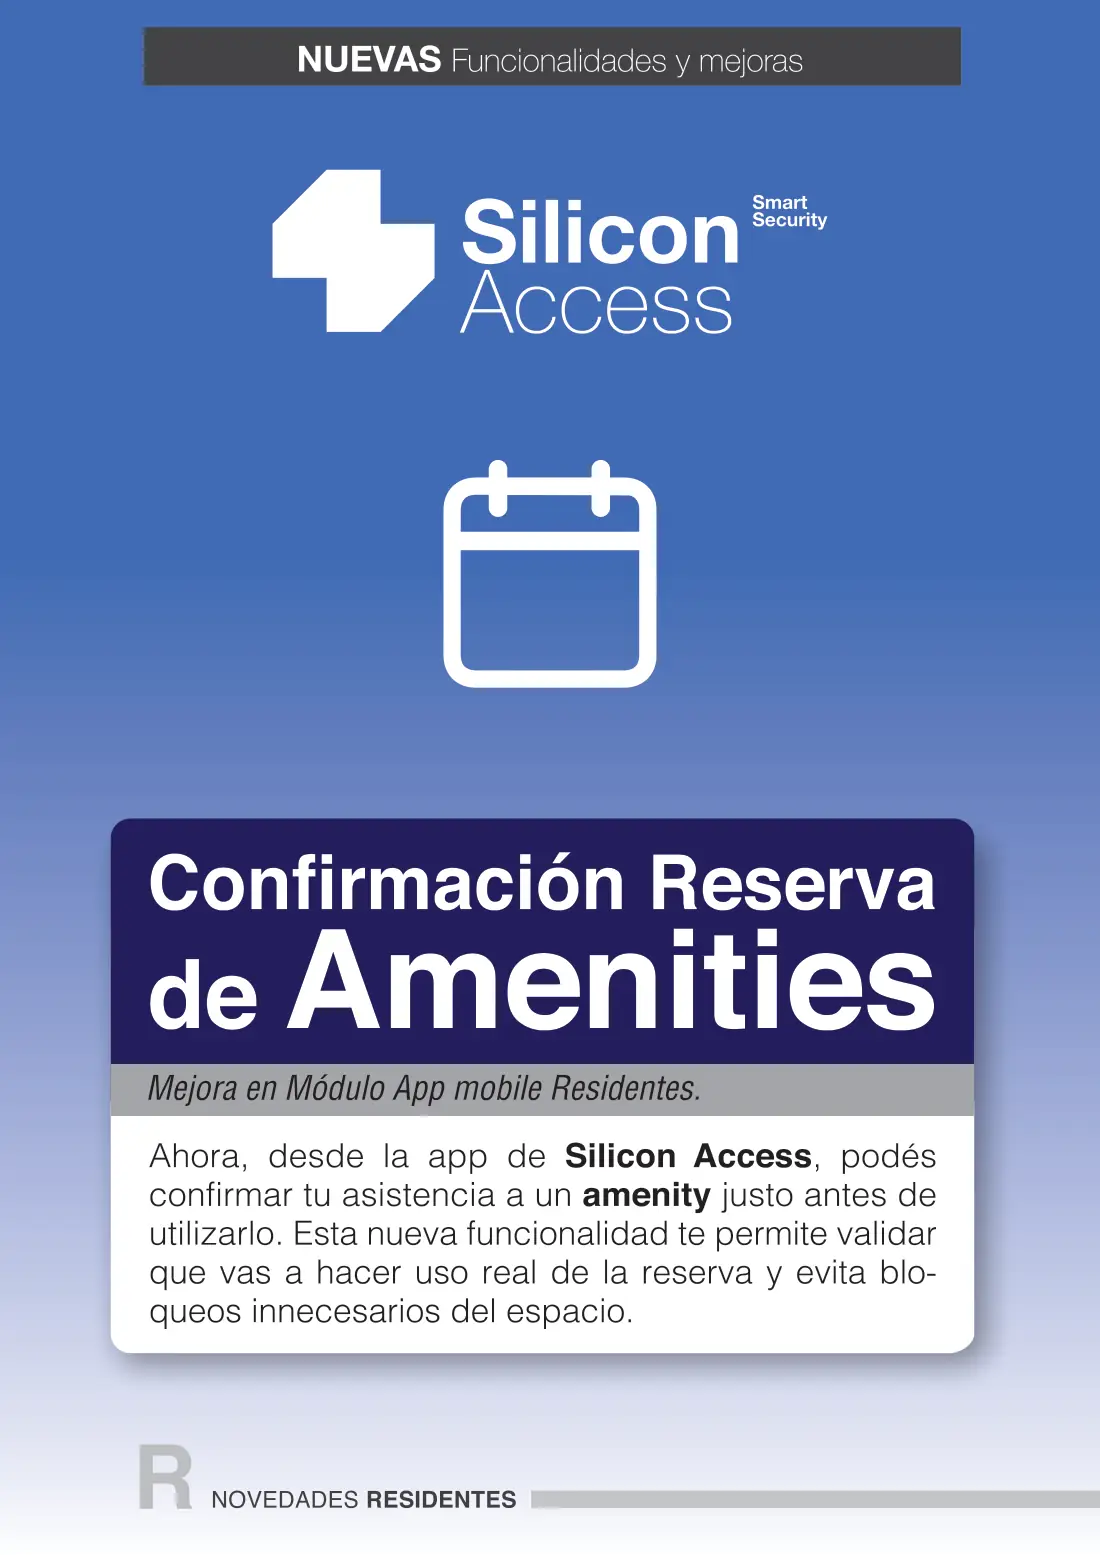 NUEVAS Funcionalidades y mejoras
Silicon
Smart
Security
Access
Confirmación Reserva
de Amenities
Mejora en Módulo App mobile Residentes.
Ahora, desde la app de Silicon Access, podés
confirmar tu asistencia a un amenity justo antes de
utilizarlo. Esta nueva funcionalidad te permite validar
que vas a hacer uso real de la reserva y evita blo-
queos innecesarios del espacio.
R NOVEDADES RESIDENTES